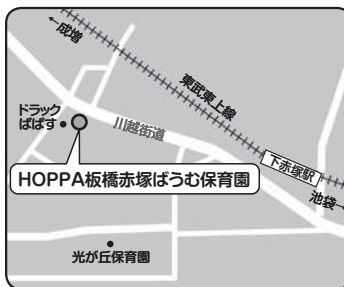 ←成増
東武東上線
ドラック
ぱぱす
川越街道
HOPPA板橋赤塚ばうむ保育園
下赤塚駅
池袋→
光が丘保育園